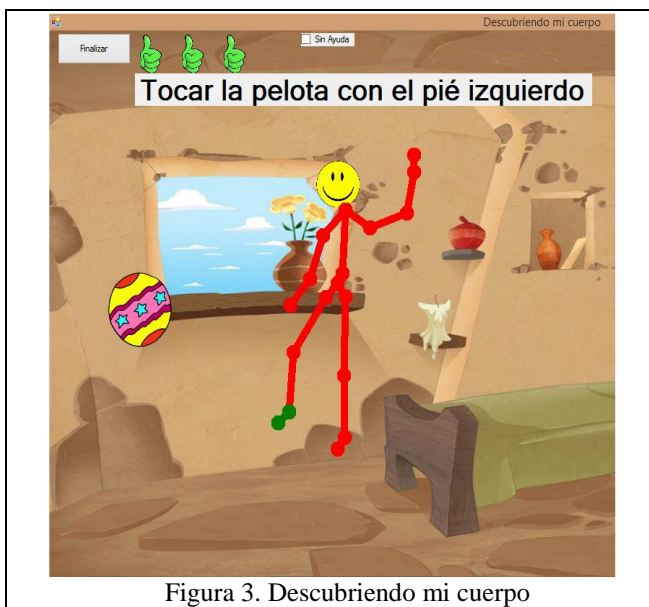 Descubriendo mi cuerpo
Finalizar
Sin Ayuda
Tocar la pelota con el pié izquierdo
Figura 3. Descubriendo mi cuerpo